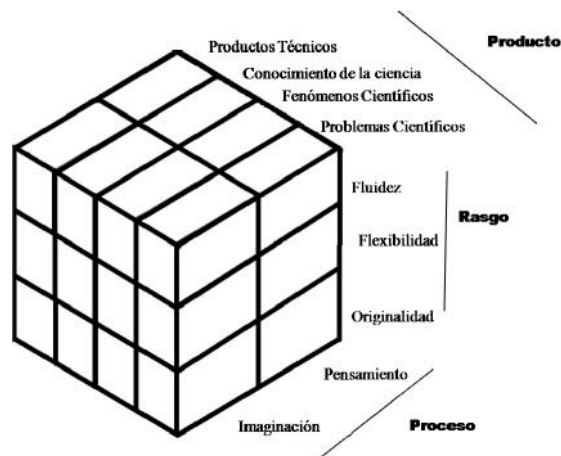 Productos Técnicos
Producto
Conocimiento de la ciencia
Fenómenos Científicos
Problemas Científicos
Fluidez
Rasgo
Flexibilidad
Originalidad
Pensamiento
Imaginación
Proceso